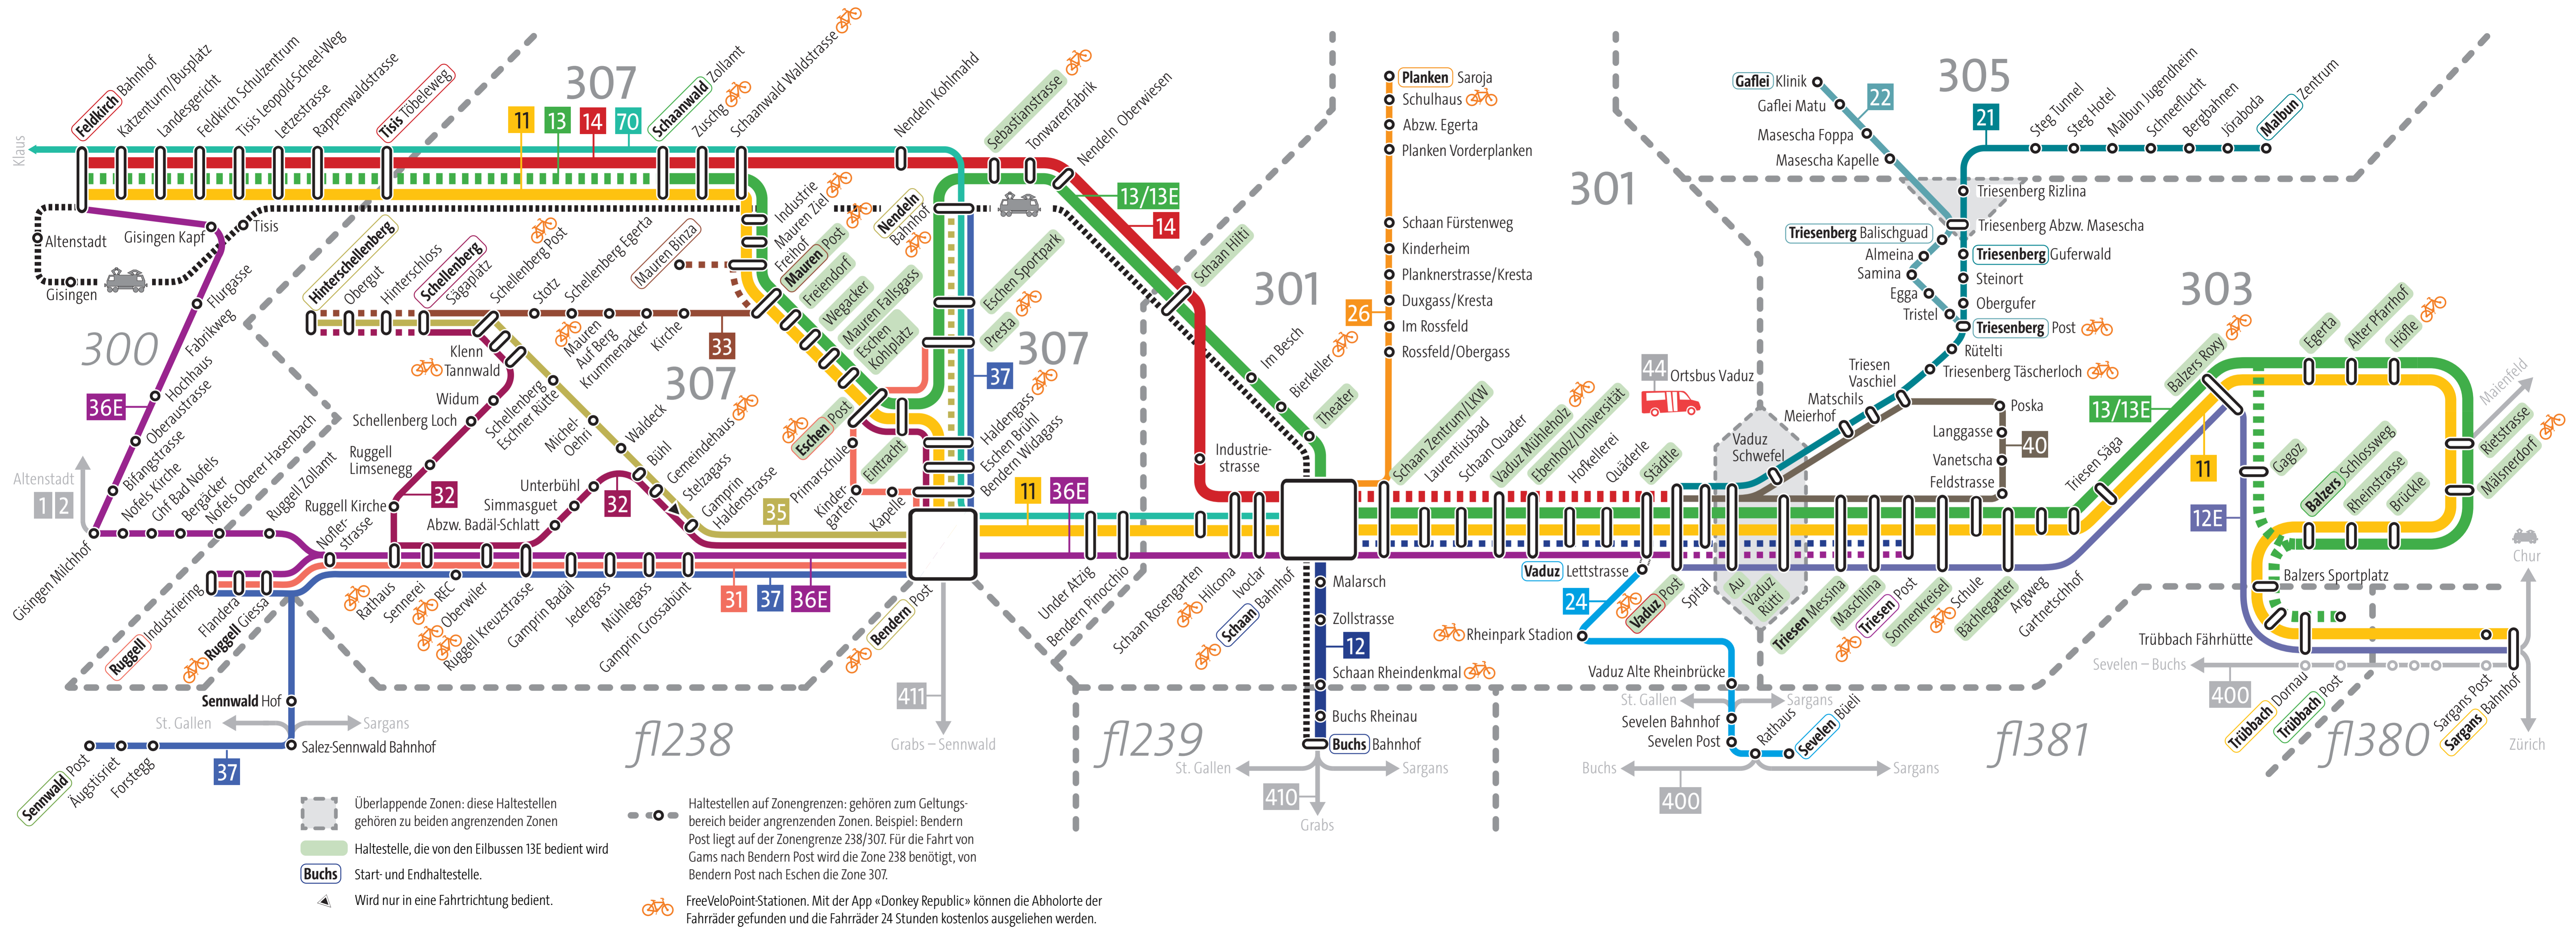 Klaus
Feldkirch Bahnhof
Katzenturm/Busplatz
Landesgericht
Feldkirch Schulzentrum
Tisis Leopold-Scheel-Weg
Letzestrasse
Rappenwaldstrasse
Tisis Töbeleweg
307
11
13
14
70
Schaanwald Zollamt
Zuschg
Schaanwald Waldstrasse
Nendeln Kohlmahd
Sebastianstrasse
Tonwarenfabrik
Nendeln Oberwiesen
13/13E
14
Altenstadt
Gisingen
Gisingen Kapf
Tisis
Flurgasse
Fabrikweg
Hochhaus
Oberaustrasse
Bifangstrasse
300
36E
Altenstadt
1
2
Gisingen Milchhof
Nofels Kirche
Ghf Bad Nofels
Bergäcker
Nofels Oberer Hasenbach
Ruggell Zollamt
Hinterschellenberg
Obergut
Hinterschloss
Schellenberg
Sägaplatz
Schellenberg Post
Stotz
Schellenberg Egerta
Mauren
Auf Berg
Krummenacker
Kirche
33
Mauren Binza
Industrie
Mauren Ziel
Freihof
Mauren Post
Freiendorf
Wegacker
Mauren Fallsgass
Eschen
Kohlplatz
Nendeln
Bahnhof
Eschen Sportpark
Presta
307
37
Klenn
Tannwald
Widum
Schellenberg Loch
Ruggell
Limsenegg
Ruggell Kirche
32
Nofler-
strasse
Schellenberg
Eschner Rütte
Michel-
Oehri
Waldeck
Bühl
Gemeindehaus
Stelzagass
Gamprin
Haldenstrasse
307
Unterbühl
Simmasguet
Abzw. Badäl-Schlatt
32
35
Eschen Post
Primarschule
Kinder-
garten
Kapelle
Eintracht
Haldengass
Eschen Brühl
Bendern Widagass
11
36E
Ruggell Industriering
Flandera
Ruggell Giessa
Rathaus
Sennerei
REC
Oberwiler
Ruggell Kreuzstrasse
Gamprin Badäl
Jedergass
Mühlegass
Gamprin Grossabünt
31
37
36E
Bendern Post
411
Grabs – Sennwald
Under Atzig
Bendern Pinocchio
Schaan Rosengarten
Hilcona
Ivoclar
Schaan Bahnhof
Sennwald Hof
St. Gallen
Sargans
Salez-Sennwald Bahnhof
37
Sennwald Post
Äugstisriet
Forstegg
fl238
fl239
Schaan Hilti
301
Im Besch
Bierkeller
Theater
Industrie-
strasse
Planken Saroja
Schulhaus
Abzw. Egerta
Planken Vorderplanken
Schaan Fürstenweg
Kinderheim
Planknerstrasse/Kresta
Duxgass/Kresta
Im Rossfeld
Rossfeld/Obergass
26
301
44
Ortsbus Vaduz
Schaan Zentrum/LKW
Laurentiusbad
Schaan Quader
Vaduz Mühleholz
Ebenholz/Universität
Hofkellerei
Quäderle
Städtle
Malarsch
Zollstrasse
12
Schaan Rheindenkmal
Buchs Rheinau
Buchs Bahnhof
St. Gallen
Sargans
410
Grabs
Vaduz Lettstrasse
24
Rheinpark Stadion
Vaduz Alte Rheinbrücke
St. Gallen
Sargans
Sevelen Bahnhof
Sevelen Post
Rathaus
Sevelen Büeli
Buchs
Sargans
400
Vaduz Post
Spital
Au
Vaduz
Rütti
Triesen Messina
Maschlina
Triesen Post
Sonnenkreisel
Schule
Bächlegatter
Argweg
Gartnetschhof
Vaduz
Schwefel
Meierhof
Matschils
Triesen
Vaschiel
Gaflei Klinik
Gaflei Matu
Masescha Foppa
Masescha Kapelle
22
305
21
Steg Tunnel
Steg Hotel
Malbun Jugendheim
Schneeflucht
Bergbahnen
Jöraboda
Malbun Zentrum
Triesenberg Rizlina
Triesenberg Abzw. Masescha
Triesenberg Balischguad
Almeina
Samina
Egga
Tristel
Triesenberg Guferwald
Steinort
Obergufer
Triesenberg Post
Rütelti
Triesenberg Täscherloch
Poska
Langgasse
Vanetscha
Feldstrasse
40
303
Triesen Säga
13/13E
11
12E
Balzers Roxy
Egerta
Alter Pfarrhof
Höfle
Maienfeld
Rietstrasse
Mälsnerdorf
Gagoz
Balzers Schlossweg
Rheinstrasse
Brückle
Balzers Sportplatz
Trübbach Fährhütte
Sevelen – Buchs
400
Trübbach Dornau
Trübbach Post
Sargans Post
Sargans Bahnhof
Chur
Zürich
fl381
fl380
Überlappende Zonen: diese Haltestellen
gehören zu beiden angrenzenden Zonen
Haltestelle, die von den Eilbussen 13E bedient wird
Buchs
Start- und Endhaltestelle.
Wird nur in eine Fahrtrichtung bedient.
Haltestellen auf Zonengrenzen: gehören zum Geltungs-
bereich beider angrenzenden Zonen. Beispiel: Bendern
Post liegt auf der Zonengrenze 238/307. Für die Fahrt von
Gams nach Bendern Post wird die Zone 238 benötigt, von
Bendern Post nach Eschen die Zone 307.
FreeVeloPoint-Stationen. Mit der App «Donkey Republic» können die Abholorte der
Fahrräder gefunden und die Fahrräder 24 Stunden kostenlos ausgeliehen werden.